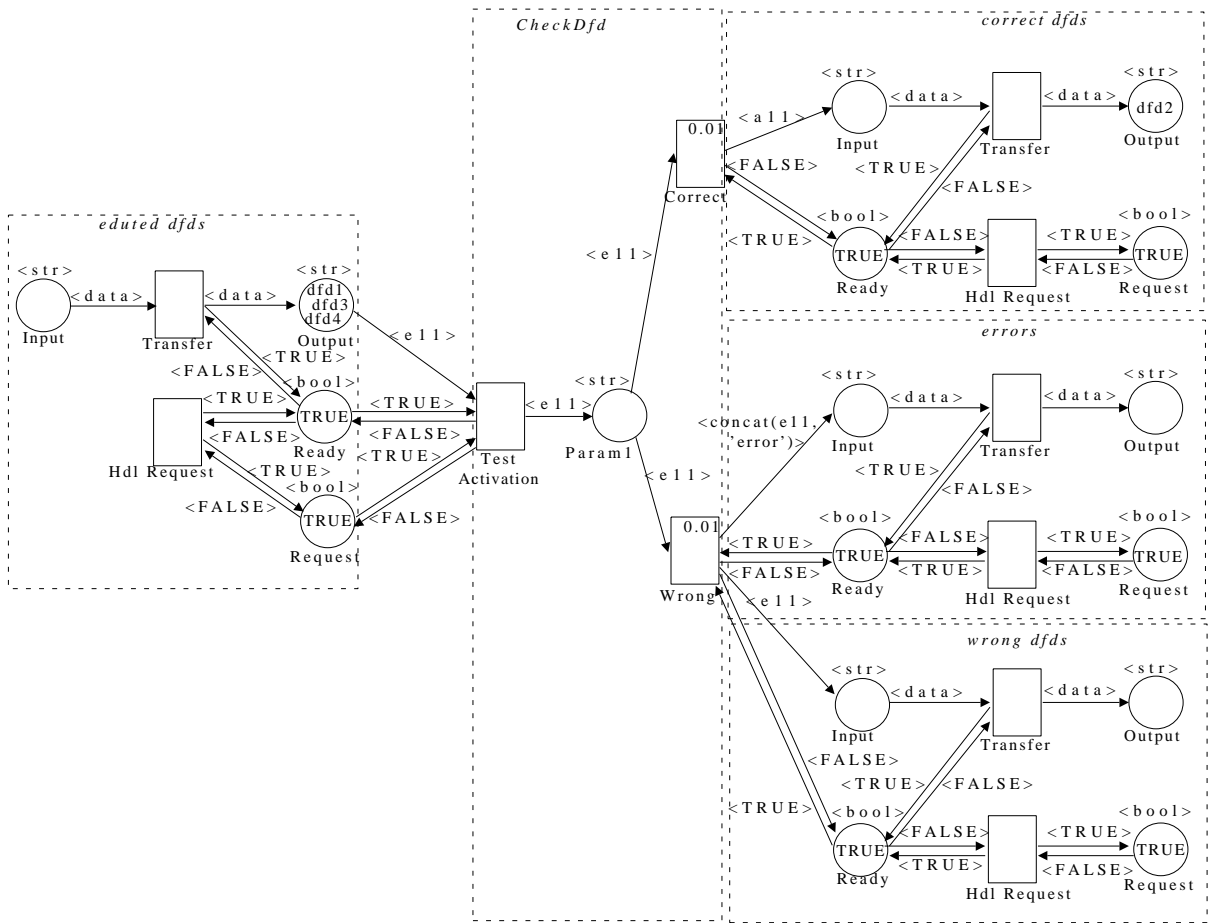 CheckDfd
correct dfds
<str>
<data>
<data>
<str>
dfd2
0.01
<all>
Input
Transfer
Output
<FALSE>
<TRUE>
<FALSE>
Correct
<bool>
<TRUE>
<FALSE>
<TRUE>
<bool>
TRUE
<TRUE>
<FALSE>
TRUE
Ready
Hdl Request
Request
eduted dfds
<str>
<data>
<data>
<str>
dfd1
dfd3
dfd4
Input
Transfer
Output
<TRUE>
<FALSE>
<bool>
<TRUE>
TRUE
<FALSE>
Ready
Hdl Request
<TRUE>
<FALSE>
<bool>
TRUE
Request
<ell>
<TRUE>
<FALSE>
<TRUE>
<FALSE>
Test
Activation
<ell>
<str>
Param1
<ell>
<ell>
errors
<str>
<data>
<data>
<str>
<concat(ell,
'error')>
Input
Transfer
Output
<TRUE>
<FALSE>
0.01
<bool>
<TRUE>
<FALSE>
<FALSE>
<TRUE>
<bool>
TRUE
<TRUE>
<FALSE>
TRUE
Wrong
Ready
Hdl Request
Request
<ell>
wrong dfds
<str>
<data>
<data>
<str>
Input
Transfer
Output
<FALSE>
<TRUE>
<FALSE>
<TRUE>
<bool>
<FALSE>
<TRUE>
<bool>
TRUE
<TRUE>
<FALSE>
TRUE
Ready
Hdl Request
Request